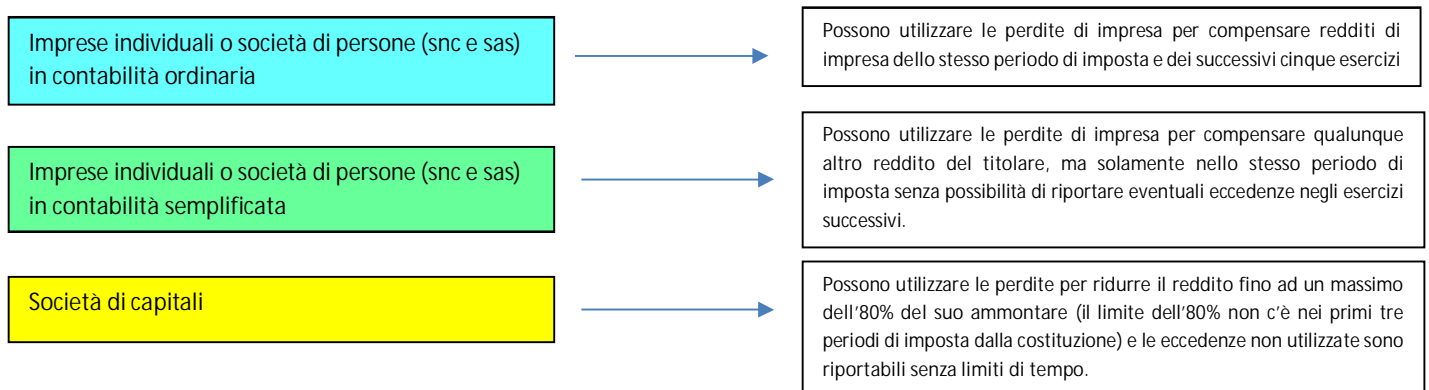 Imprese individuali o società di persone (snc e sas)
in contabilità ordinaria
Possono utilizzare le perdite di impresa per compensare redditi di
impresa dello stesso periodo di imposta e dei successivi cinque esercizi
Imprese individuali o società di persone (snc e sas)
in contabilità semplificata
Possono utilizzare le perdite di impresa per compensare qualunque
altro reddito del titolare, ma solamente nello stesso periodo di
imposta senza possibilità di riportare eventuali eccedenze negli esercizi
successivi.
Società di capitali
Possono utilizzare le perdite per ridurre il reddito fino ad un massimo
dell'80% del suo ammontare (il limite dell'80% non c'è nei primi tre
periodi di imposta dalla costituzione) e le eccedenze non utilizzate sono
riportabili senza limiti di tempo.